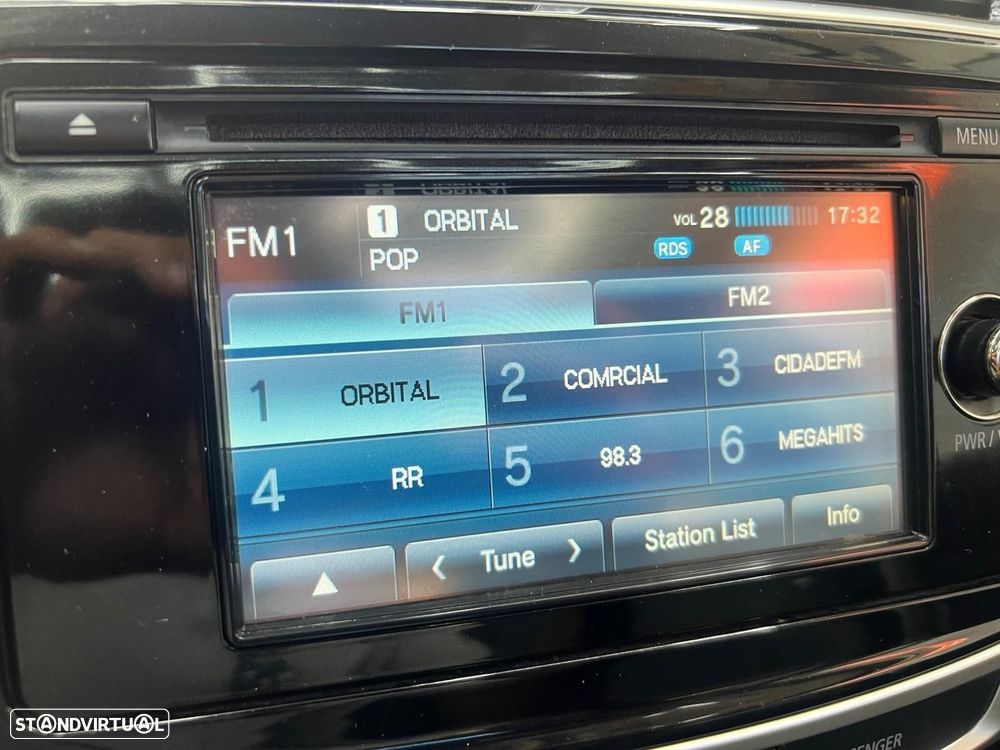 MENU
FM1
1 ORBITAL
VOL 28
17:32
POP
RDS
AF
FM1
FM2
1 ORBITAL
2 COMRCIAL
3 CIDADEFM
4 RR
5 98.3
6 MEGAHITS
Tune
Station List
Info
PWR /
STANDVIRTUAL